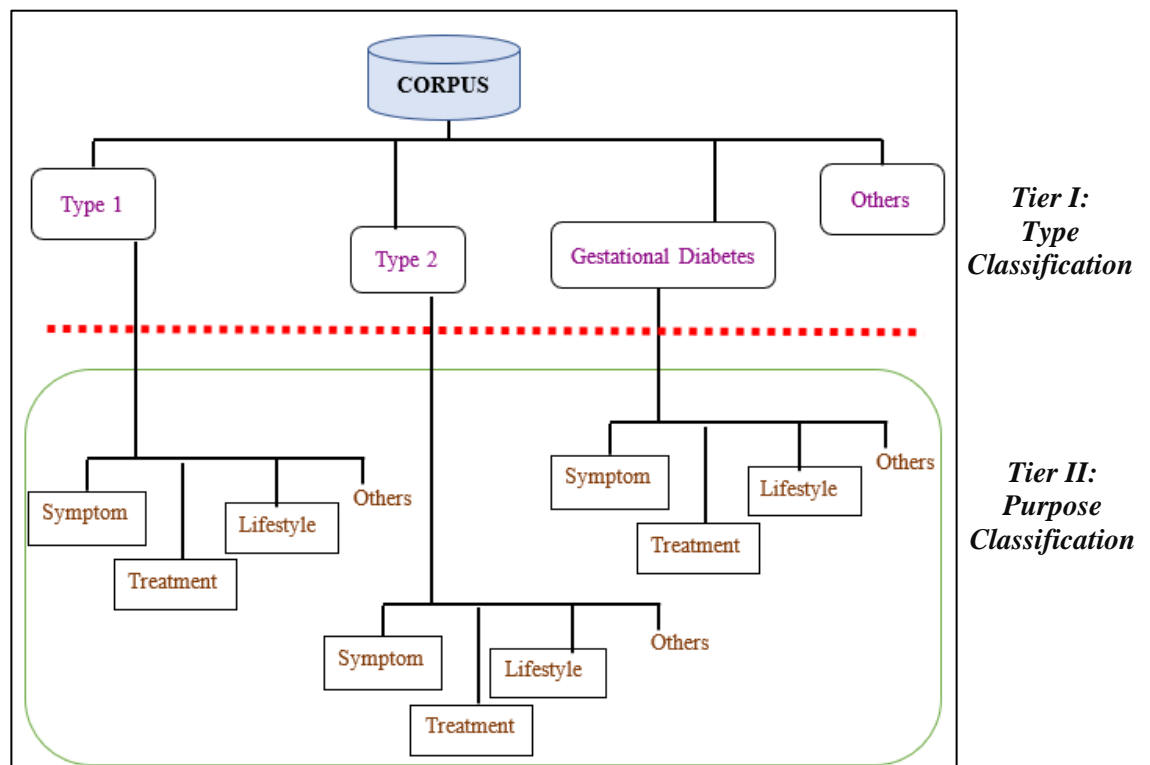 CORPUS
Type 1
Type 2
Gestational Diabetes
Others
Tier I:
Type
Classification
Symptom
Treatment
Lifestyle
Others
Symptom
Treatment
Lifestyle
Others
Symptom
Treatment
Lifestyle
Others
Tier II:
Purpose
Classification